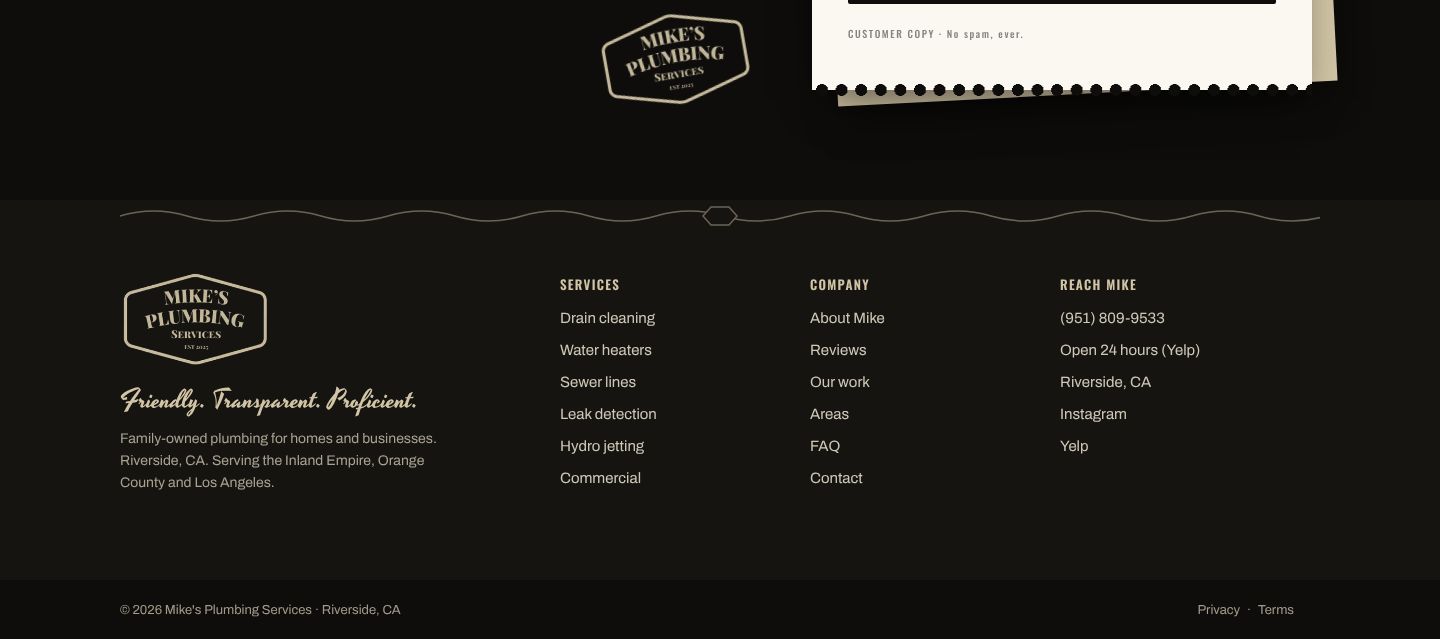 MIKE'S
PLUMBING
SERVICES
EST 2025
CUSTOMER COPY · No spam, ever.
MIKE'S
PLUMBING
SERVICES
EST 2025
Friendly. Transparent. Proficient.
Family-owned plumbing for homes and businesses.
Riverside, CA. Serving the Inland Empire, Orange
County and Los Angeles.
SERVICES
Drain cleaning
Water heaters
Sewer lines
Leak detection
Hydro jetting
Commercial
COMPANY
About Mike
Reviews
Our work
Areas
FAQ
Contact
REACH MIKE
(951) 809-9533
Open 24 hours (Yelp)
Riverside, CA
Instagram
Yelp
© 2026 Mike's Plumbing Services · Riverside, CA
Privacy · Terms